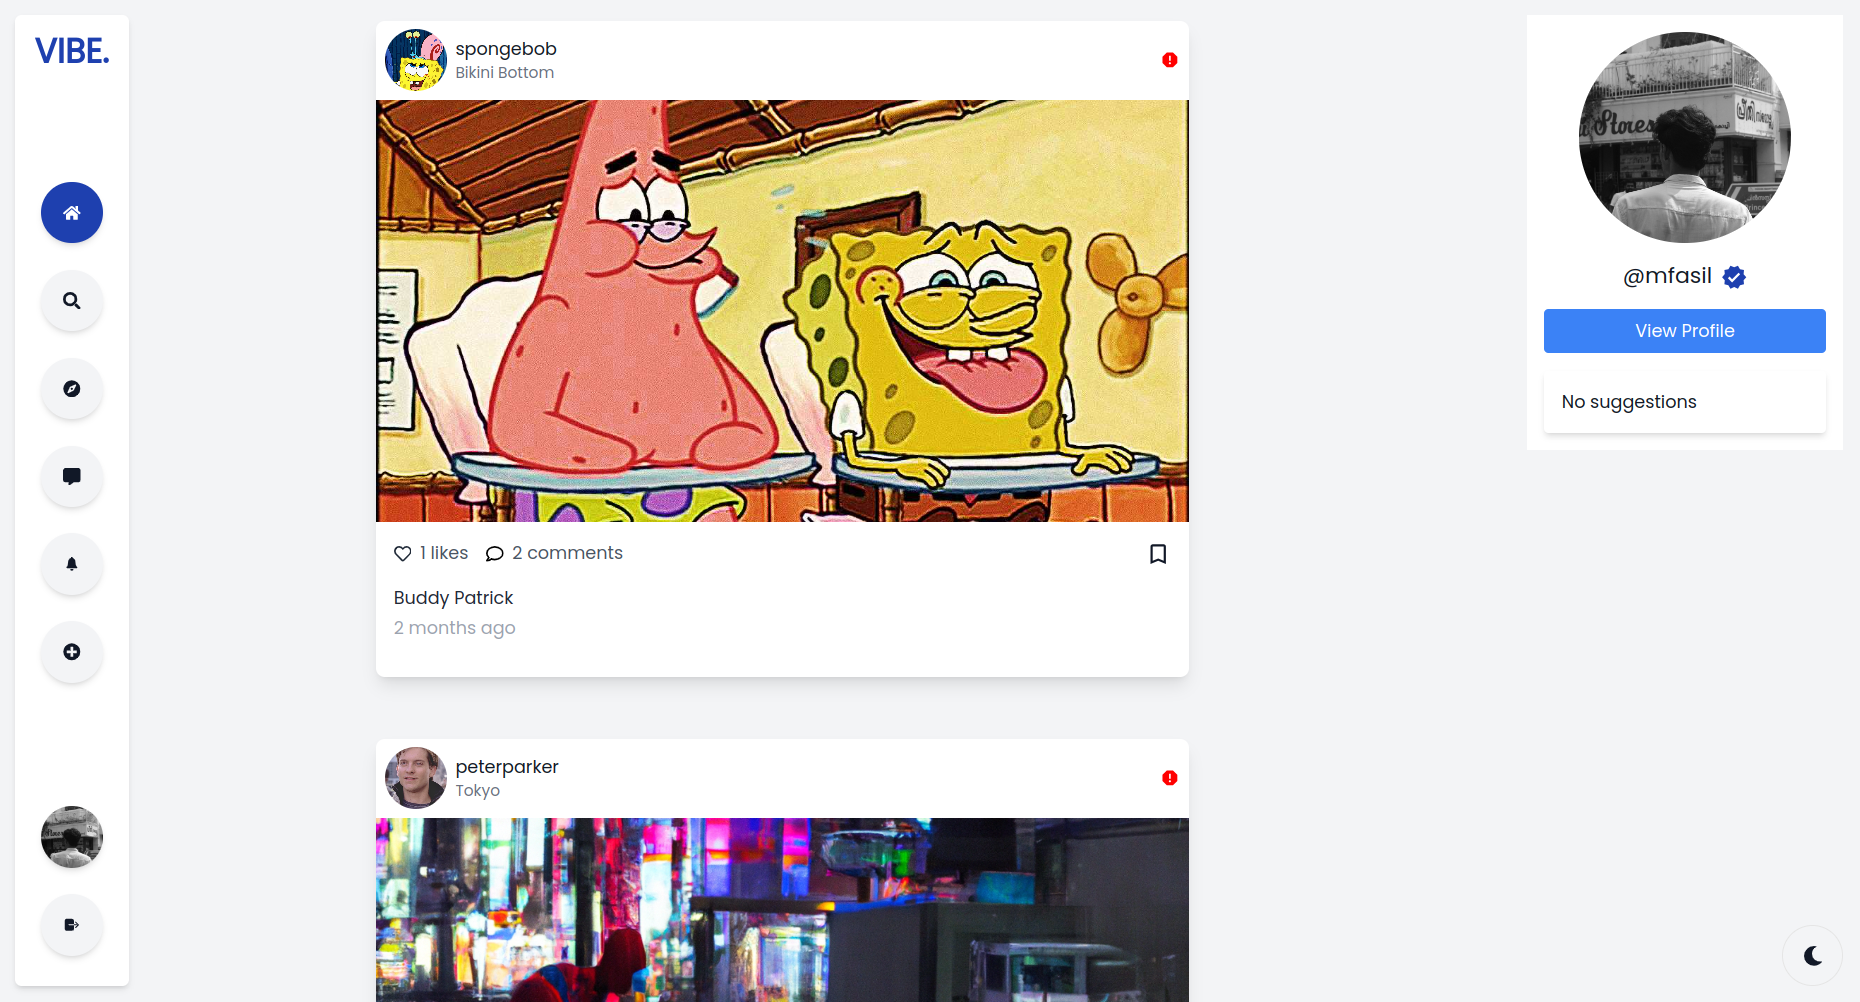 VIBE.
spongebob
Bikini Bottom
1 likes
2 comments
Buddy Patrick
2 months ago
peterparker
Tokyo
Stores
@mfasil
View Profile
No suggestions